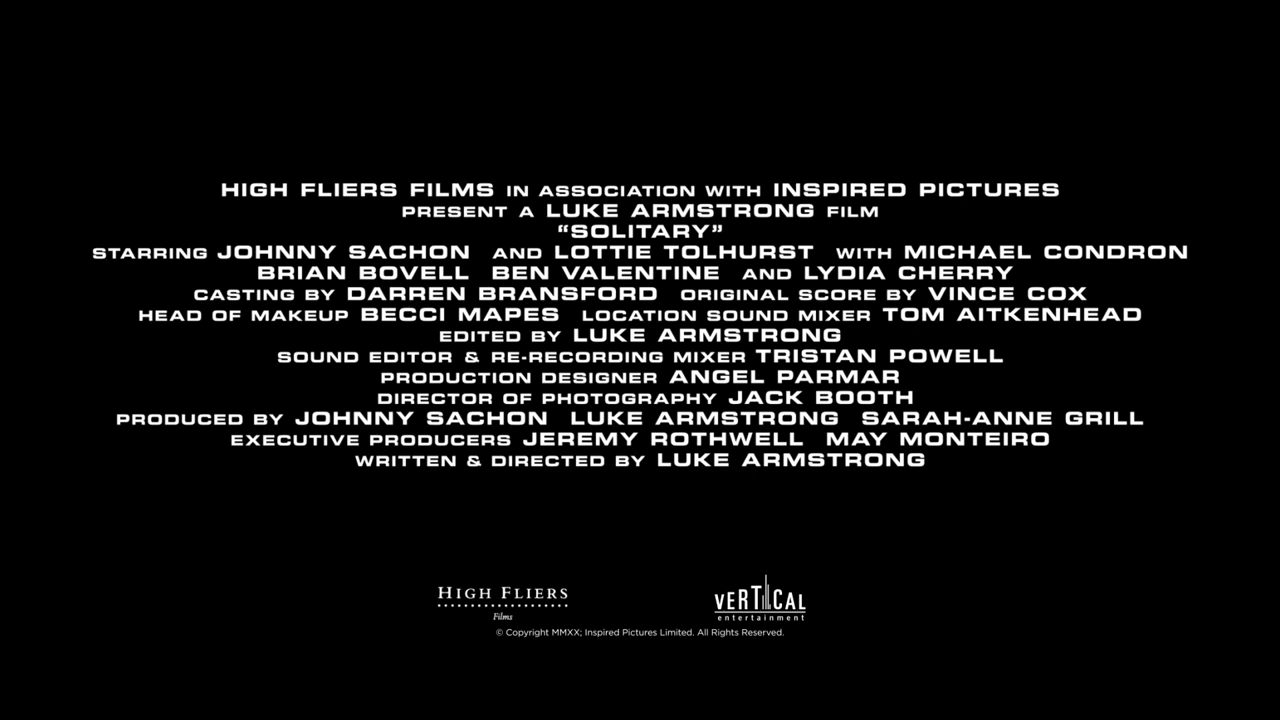 HIGH FLIERS FILMS IN ASSOCIATION WITH INSPIRED PICTURES
PRESENT A LUKE ARMSTRONG FILM
“SOLITARY”
STARRING JOHNNY SACHON AND LOTTIE TOLHURST WITH MICHAEL CONDRON
BRIAN BOVELL BEN VALENTINE AND LYDIA CHERRY
CASTING BY DARREN BRANSFORD ORIGINAL SCORE BY VINCE COX
HEAD OF MAKEUP BECCI MAPES LOCATION SOUND MIXER TOM AITKENHEAD
EDITED BY LUKE ARMSTRONG
SOUND EDITOR & RE-RECORDING MIXER TRISTAN POWELL
PRODUCTION DESIGNER ANGEL PARMAR
DIRECTOR OF PHOTOGRAPHY JACK BOOTH
PRODUCED BY JOHNNY SACHON LUKE ARMSTRONG SARAH-ANNE GRILL
EXECUTIVE PRODUCERS JEREMY ROTHWELL MAY MONTEIRO
WRITTEN & DIRECTED BY LUKE ARMSTRONG
HIGH FLIERS
Films
VERTICAL
entertainment
© Copyright MMXX; Inspired Pictures Limited. All Rights Reserved.